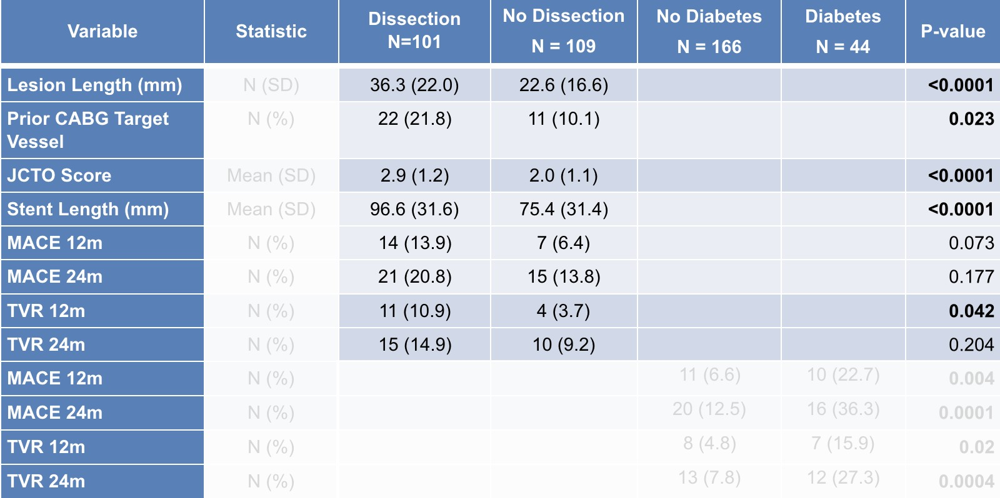 Variable Statistic Dissection N=101 No Dissection N = 109 No Diabetes N = 166 Diabetes N = 44 P-value
Lesion Length (mm) N (SD) 36.3 (22.0) 22.6 (16.6) <0.0001
Prior CABG Target Vessel N (%) 22 (21.8) 11 (10.1) 0.023
JCTO Score Mean (SD) 2.9 (1.2) 2.0 (1.1) <0.0001
Stent Length (mm) Mean (SD) 96.6 (31.6) 75.4 (31.4) <0.0001
MACE 12m N (%) 14 (13.9) 7 (6.4) 0.073
MACE 24m N (%) 21 (20.8) 15 (13.8) 0.177
TVR 12m N (%) 11 (10.9) 4 (3.7) 0.042
TVR 24m N (%) 15 (14.9) 10 (9.2) 0.204
MACE 12m N (%) 11 (6.6) 10 (22.7) 0.004
MACE 24m N (%) 20 (12.5) 16 (36.3) 0.0001
TVR 12m N (%) 8 (4.8) 7 (15.9) 0.02
TVR 24m N (%) 13 (7.8) 12 (27.3) 0.0004